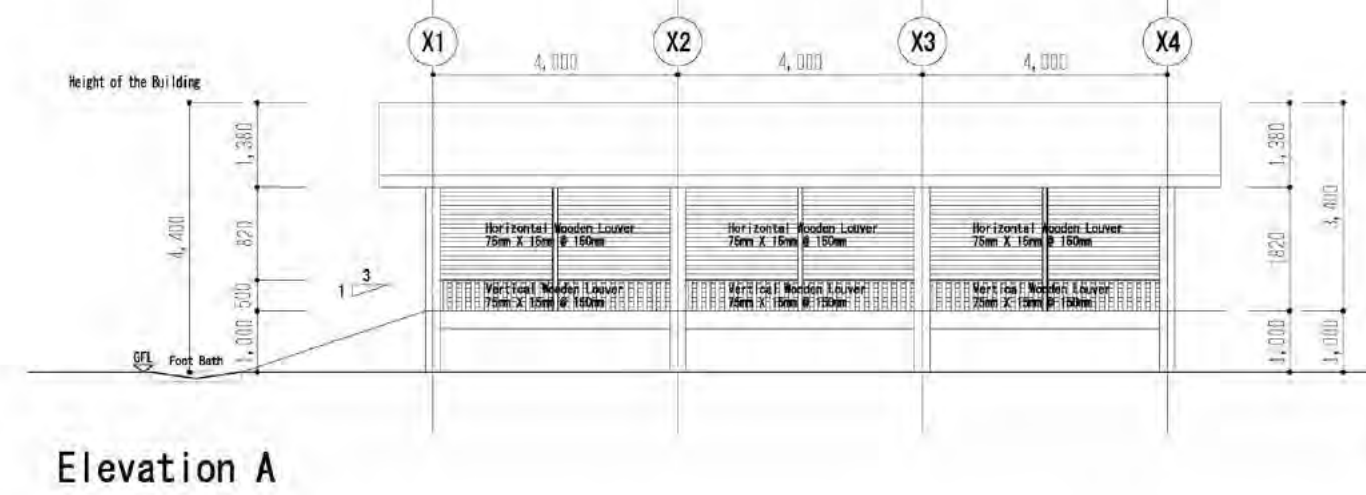 X1
X2
X3
X4
4,000
4,000
4,000
Height of the Building
1,380
4,400
820
500
1,000
3
1
GFL
Foot Bath
Horizontal Wooden Louver
75mm X 15mm @ 150mm
Horizontal Wooden Louver
75mm X 15mm @ 150mm
Horizontal Wooden Louver
75mm X 15mm @ 150mm
Vertical Wooden Louver
75mm X 15mm @ 150mm
Vertical Wooden Louver
75mm X 15mm @ 150mm
Vertical Wooden Louver
75mm X 15mm @ 150mm
1,380
1820
1,000
3,400
1,000
Elevation A